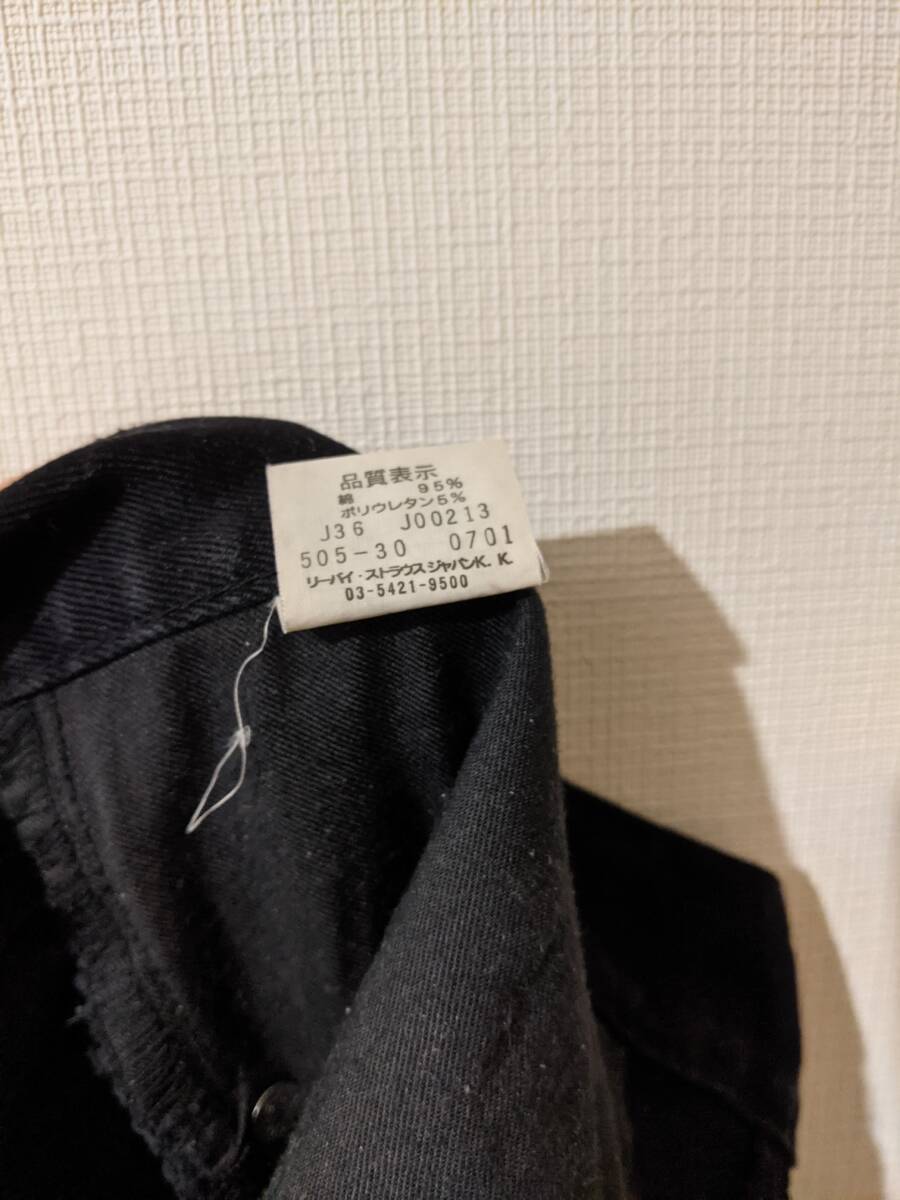 品質表示
綿 95%
ポリウレタン5%
J36 J00213
505-30 0701
リーバイ・ストラウスジャパンK.K.
03-5421-9500